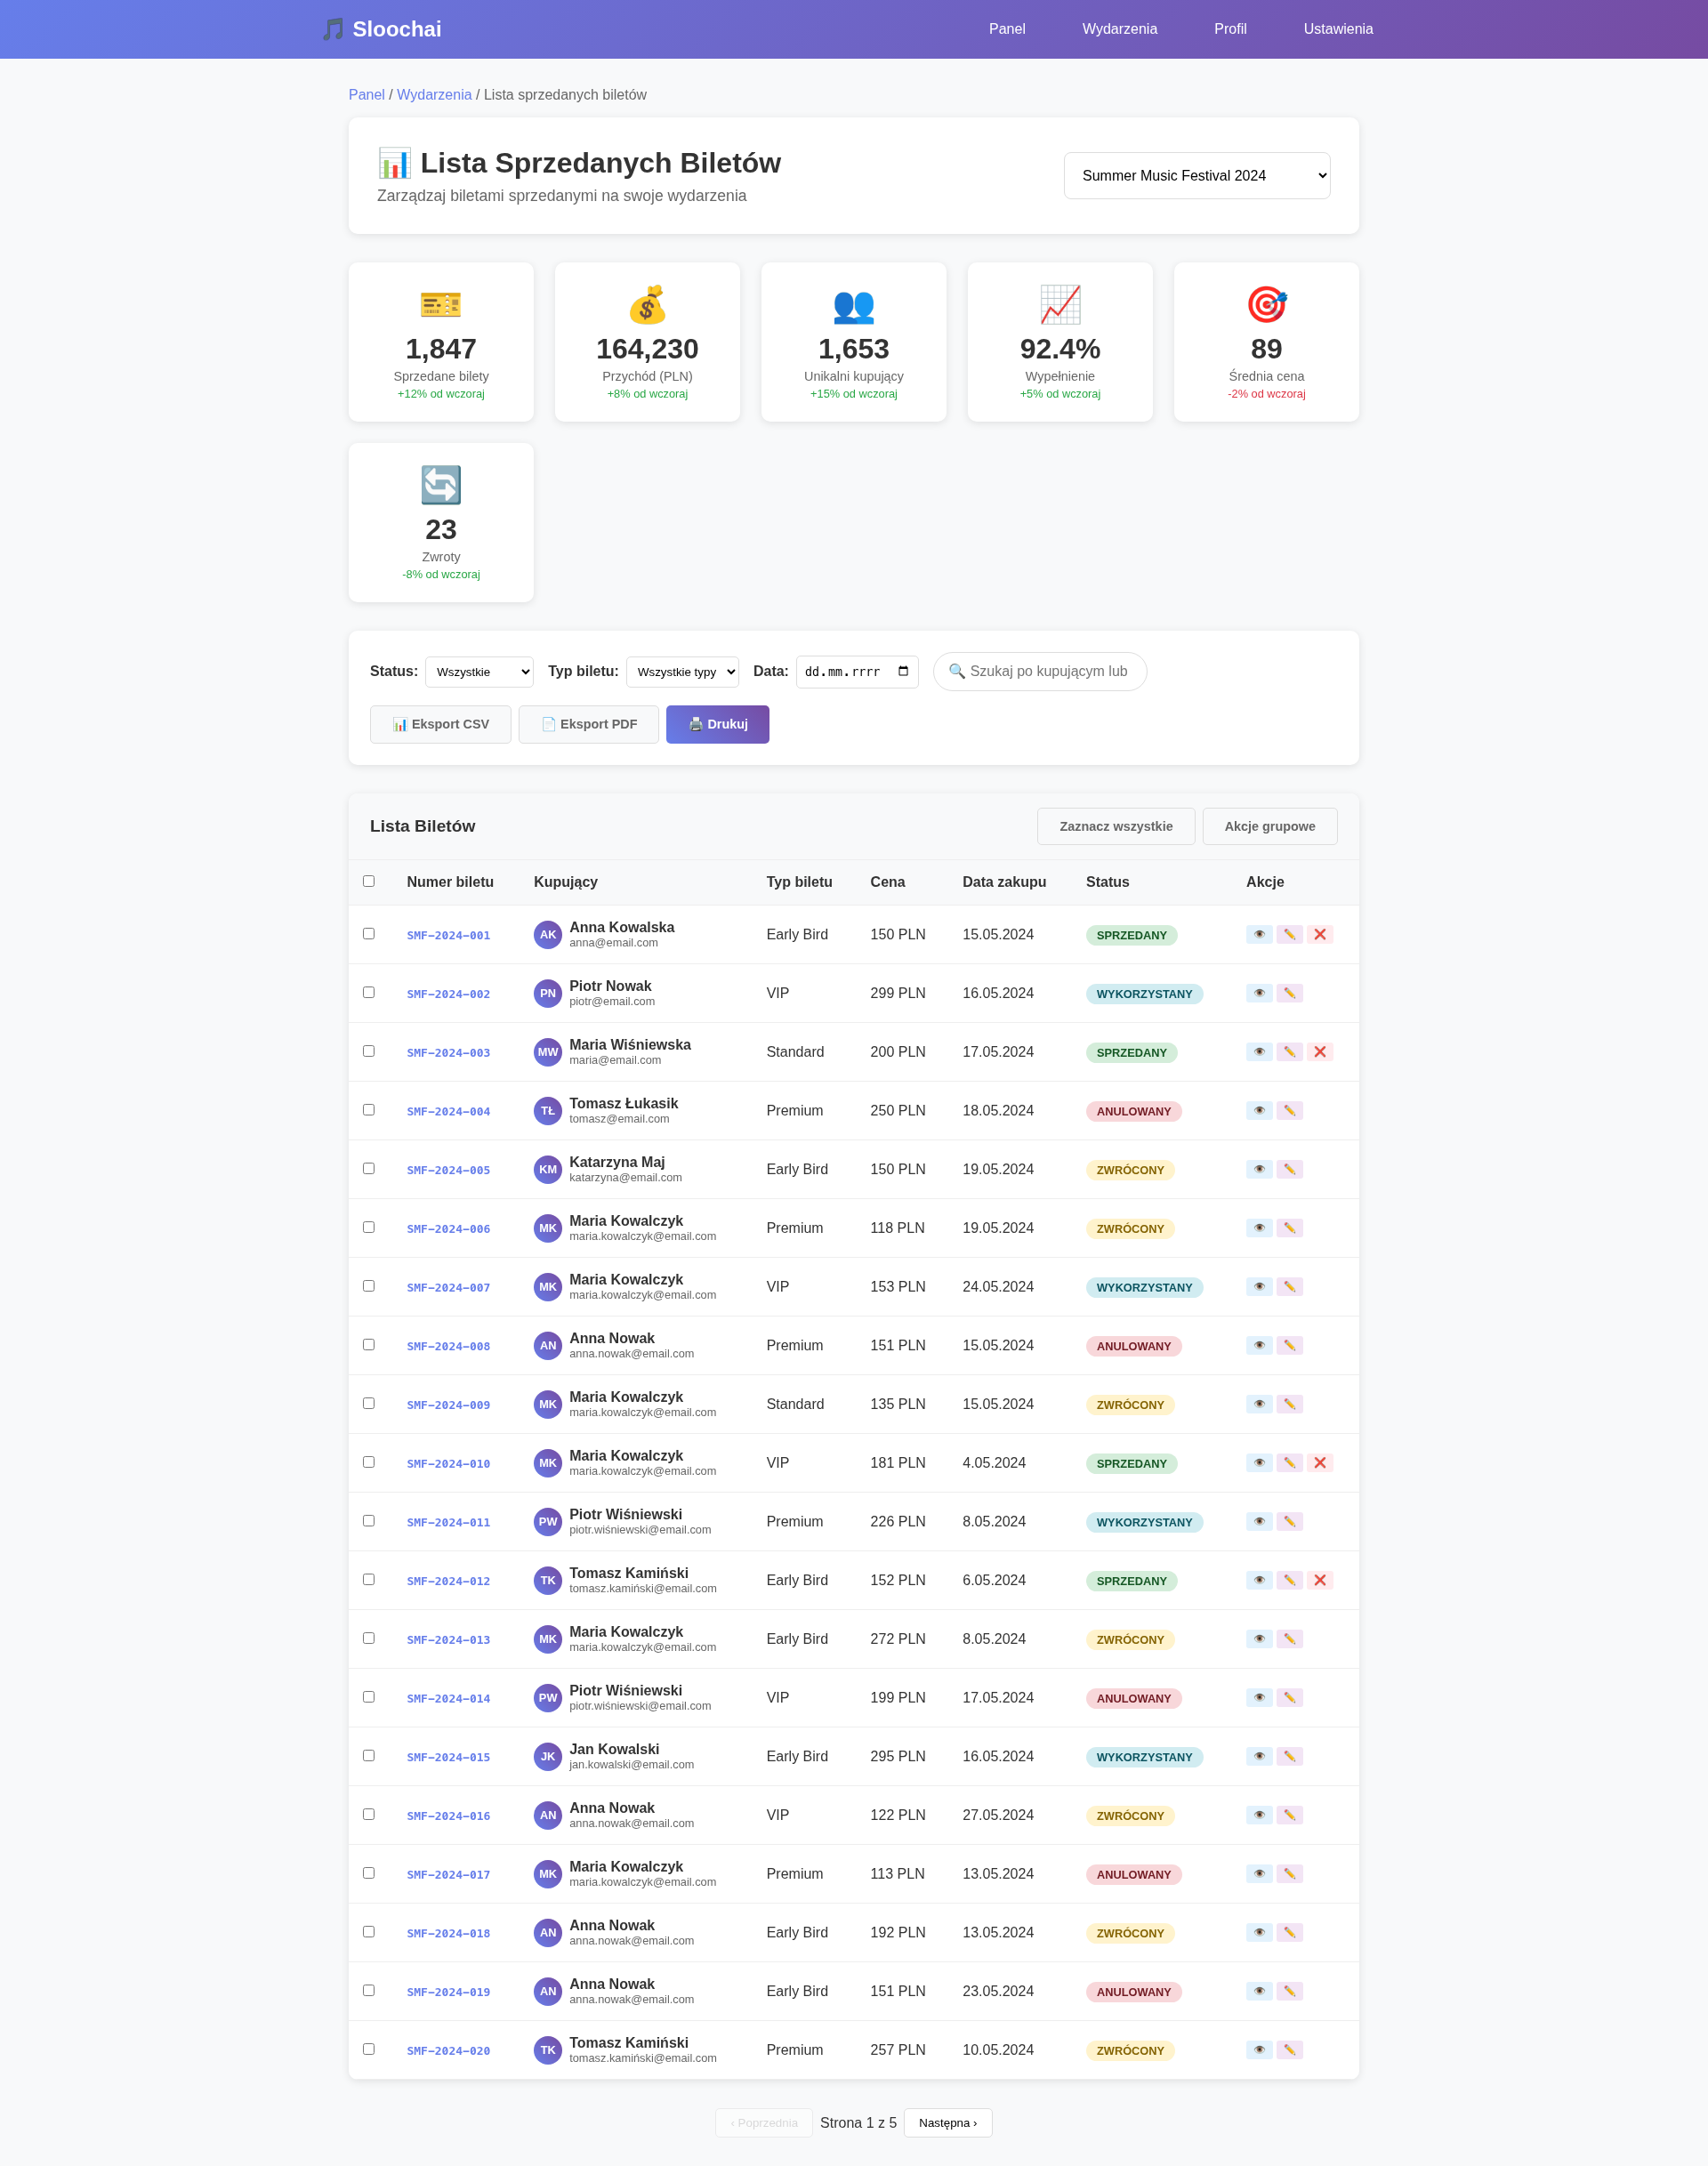 🎵 Sloochai
Panel Wydarzenia Profil Ustawienia
Panel / Wydarzenia / Lista sprzedanych biletów
📊 Lista Sprzedanych Biletów
Zarządzaj biletami sprzedanymi na swoje wydarzenia
Summer Music Festival 2024
1,847
Sprzedane bilety
+12% od wczoraj
164,230
Przychód (PLN)
+8% od wczoraj
1,653
Unikalni kupujący
+15% od wczoraj
92.4%
Wypełnienie
+5% od wczoraj
89
Średnia cena
-2% od wczoraj
23
Zwroty
-8% od wczoraj
Status: Wszystkie Typ biletu: Wszystkie typy Data: dd.mm.rrrr 🔍 Szukaj po kupującym lub
📊 Eksport CSV 📄 Eksport PDF 🖨️ Drukuj
Lista Biletów Zaznacz wszystkie Akcje grupowe
Numer biletu Kupujący Typ biletu Cena Data zakupu Status Akcje
SMF-2024-001 AK Anna Kowalska Early Bird 150 PLN 15.05.2024 SPRZEDANY
anna@email.com
SMF-2024-002 PN Piotr Nowak VIP 299 PLN 16.05.2024 WYKORZYSTANY
piotr@email.com
SMF-2024-003 MW Maria Wiśniewska Standard 200 PLN 17.05.2024 SPRZEDANY
maria@email.com
SMF-2024-004 TŁ Tomasz Łukasik Premium 250 PLN 18.05.2024 ANULOWANY
tomasz@email.com
SMF-2024-005 KM Katarzyna Maj Early Bird 150 PLN 19.05.2024 ZWRÓCONY
katarzyna@email.com
SMF-2024-006 MK Maria Kowalczyk Premium 118 PLN 19.05.2024 ZWRÓCONY
maria.kowalczyk@email.com
SMF-2024-007 MK Maria Kowalczyk VIP 153 PLN 24.05.2024 WYKORZYSTANY
maria.kowalczyk@email.com
SMF-2024-008 AN Anna Nowak Premium 151 PLN 15.05.2024 ANULOWANY
anna.nowak@email.com
SMF-2024-009 MK Maria Kowalczyk Standard 135 PLN 15.05.2024 ZWRÓCONY
maria.kowalczyk@email.com
SMF-2024-010 MK Maria Kowalczyk VIP 181 PLN 4.05.2024 SPRZEDANY
maria.kowalczyk@email.com
SMF-2024-011 PW Piotr Wiśniewski Premium 226 PLN 8.05.2024 WYKORZYSTANY
piotr.wiśniewski@email.com
SMF-2024-012 TK Tomasz Kamiński Early Bird 152 PLN 6.05.2024 SPRZEDANY
tomasz.kamiński@email.com
SMF-2024-013 MK Maria Kowalczyk Early Bird 272 PLN 8.05.2024 ZWRÓCONY
maria.kowalczyk@email.com
SMF-2024-014 PW Piotr Wiśniewski VIP 199 PLN 17.05.2024 ANULOWANY
piotr.wiśniewski@email.com
SMF-2024-015 JK Jan Kowalski Early Bird 295 PLN 16.05.2024 WYKORZYSTANY
jan.kowalski@email.com
SMF-2024-016 AN Anna Nowak VIP 122 PLN 27.05.2024 ZWRÓCONY
anna.nowak@email.com
SMF-2024-017 MK Maria Kowalczyk Premium 113 PLN 13.05.2024 ANULOWANY
maria.kowalczyk@email.com
SMF-2024-018 AN Anna Nowak Early Bird 192 PLN 13.05.2024 ZWRÓCONY
anna.nowak@email.com
SMF-2024-019 AN Anna Nowak Early Bird 151 PLN 23.05.2024 ANULOWANY
anna.nowak@email.com
SMF-2024-020 TK Tomasz Kamiński Premium 257 PLN 10.05.2024 ZWRÓCONY
tomasz.kamiński@email.com
‹ Poprzednia Strona 1 z 5 Następna ›